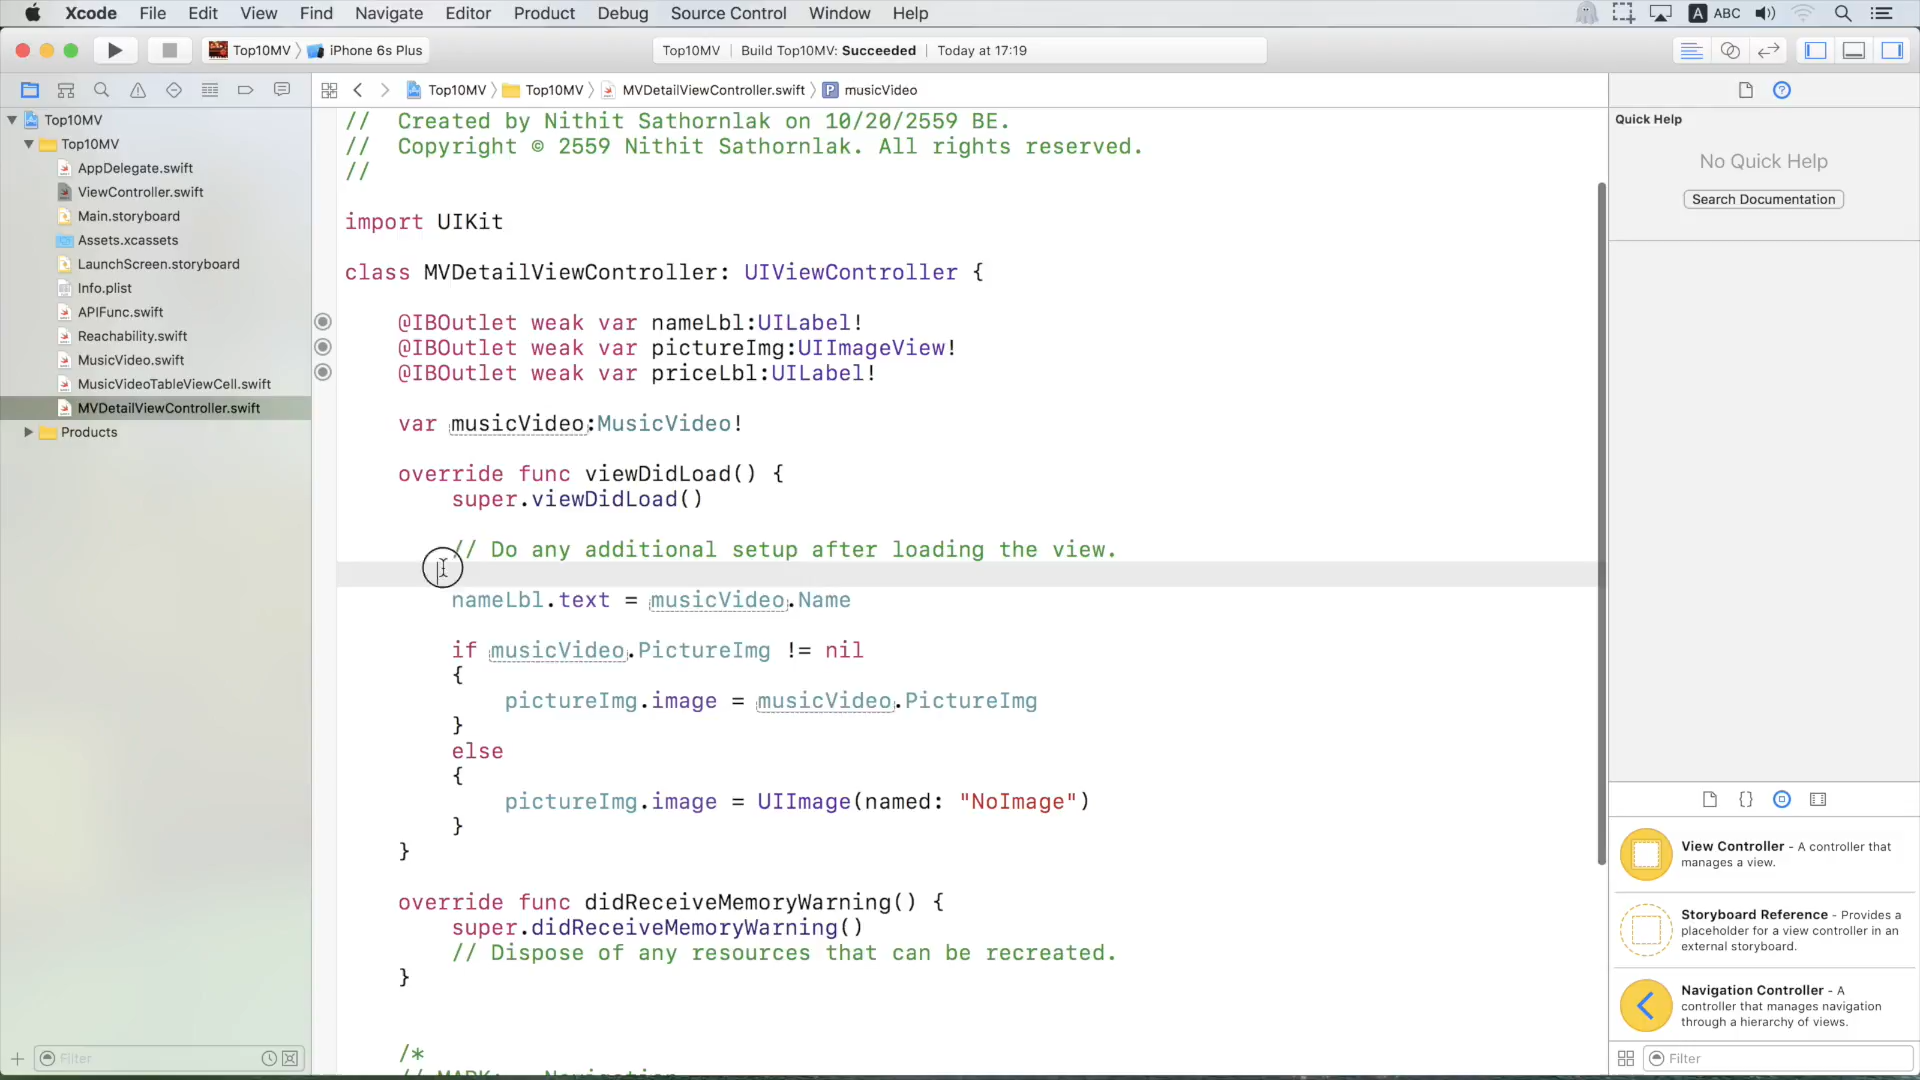 Xcode File Edit View Find Navigate Editor Product Debug Source Control Window Help A ABC
Top10MV iPhone 6s Plus Top10MV | Build Top10MV: Succeeded | Today at 17:19
Top10MV Top10MV MVDetailViewController.swift P musicVideo
Top10MV
Top10MV
AppDelegate.swift
ViewController.swift
Main.storyboard
Assets.xcassets
LaunchScreen.storyboard
Info.plist
APIFunc.swift
Reachability.swift
MusicVideo.swift
MusicVideoTableViewCell.swift
MVDetailViewController.swift
Products
Filter
//  Created by Nithit Sathornlak on 10/20/2559 BE.
//  Copyright © 2559 Nithit Sathornlak. All rights reserved.
//
import UIKit
class MVDetailViewController: UIViewController {
@IBOutlet weak var nameLbl:UILabel!
@IBOutlet weak var pictureImg:UIImageView!
@IBOutlet weak var priceLbl:UILabel!
var musicVideo:MusicVideo!
override func viewDidLoad() {
super.viewDidLoad()
// Do any additional setup after loading the view.
nameLbl.text = musicVideo.Name
if musicVideo.PictureImg != nil
{
pictureImg.image = musicVideo.PictureImg
}
else
{
pictureImg.image = UIImage(named: "NoImage")
}
}
override func didReceiveMemoryWarning() {
super.didReceiveMemoryWarning()
// Dispose of any resources that can be recreated.
}
/*
// MARK: - Navigation
Quick Help
No Quick Help
Search Documentation
View Controller - A controller that
manages a view.
Storyboard Reference - Provides a
placeholder for a view controller in an
external storyboard.
Navigation Controller - A
controller that manages navigation
through a hierarchy of views.
Filter